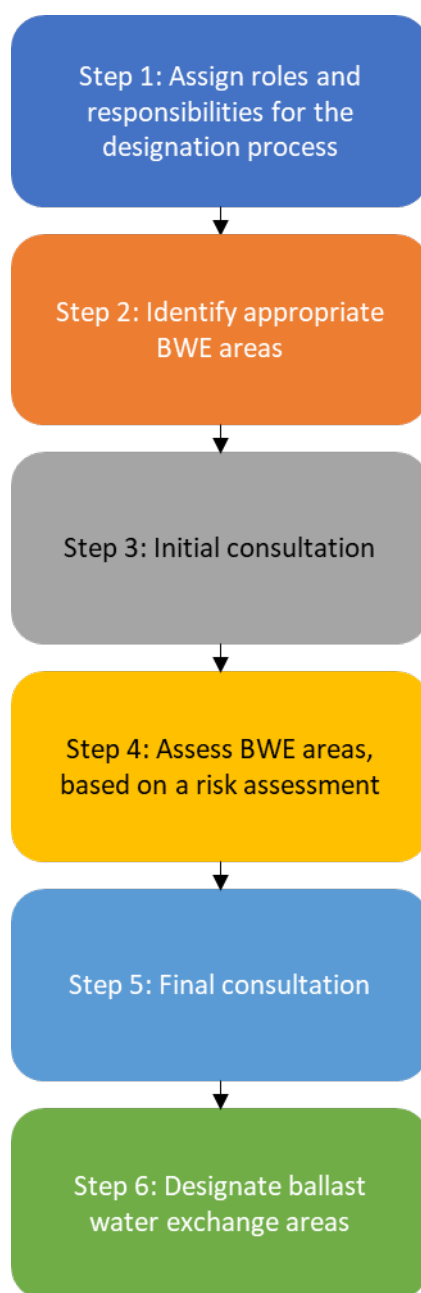 Step 1: Assign roles and
responsibilities for the
designation process
Step 2: Identify appropriate
BWE areas
Step 3: Initial consultation
Step 4: Assess BWE areas,
based on a risk assessment
Step 5: Final consultation
Step 6: Designate ballast
water exchange areas